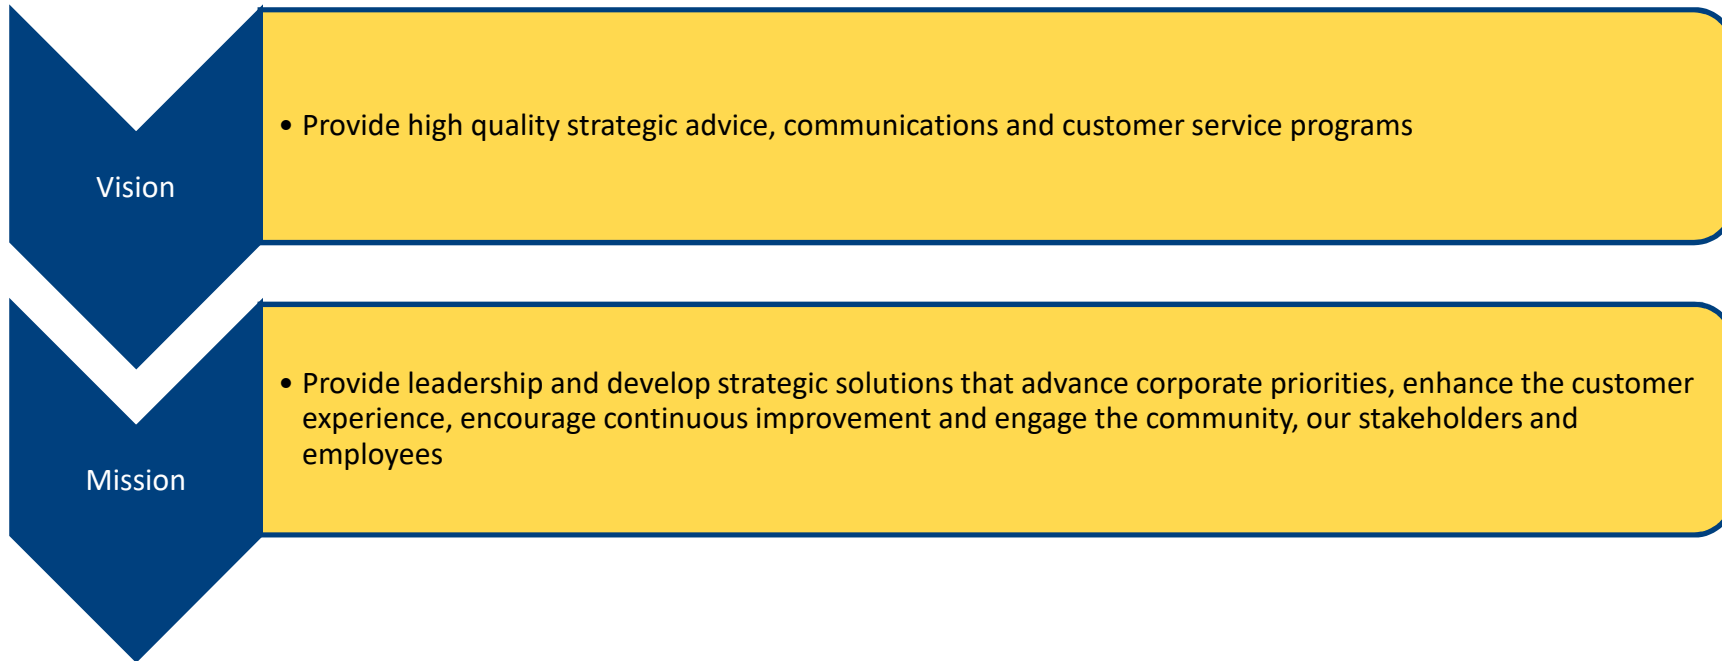 Vision
• Provide high quality strategic advice, communications and customer service programs
Mission
• Provide leadership and develop strategic solutions that advance corporate priorities, enhance the customer
experience, encourage continuous improvement and engage the community, our stakeholders and
employees